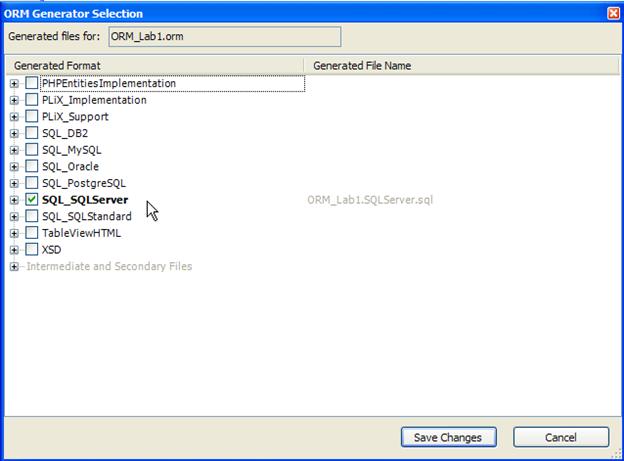 ORM Generator Selection
Generated files for: ORM_Lab1.orm
Generated Format Generated File Name
PHPEntitiesImplementation
PLiX_Implementation
PLiX_Support
SQL_DB2
SQL_MySQL
SQL_Oracle
SQL_PostgreSQL
SQL_SQLServer ORM_Lab1.SQLServer.sql
SQL_SQLStandard
TableViewHTML
XSD
Intermediate and Secondary Files
Save Changes Cancel